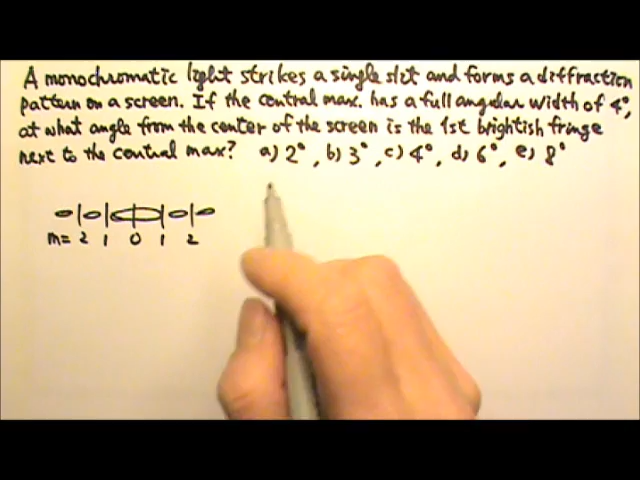 A monochromatic light strikes a single slit and forms a diffraction
pattern on a screen. If the central max. has a full angular width of 4°,
at what angle from the center of the screen is the 1st brightish fringe
next to the central max? a) 2°, b) 3°, c) 4°, d) 6°, e) 8°
m= 2 1 0 1 2